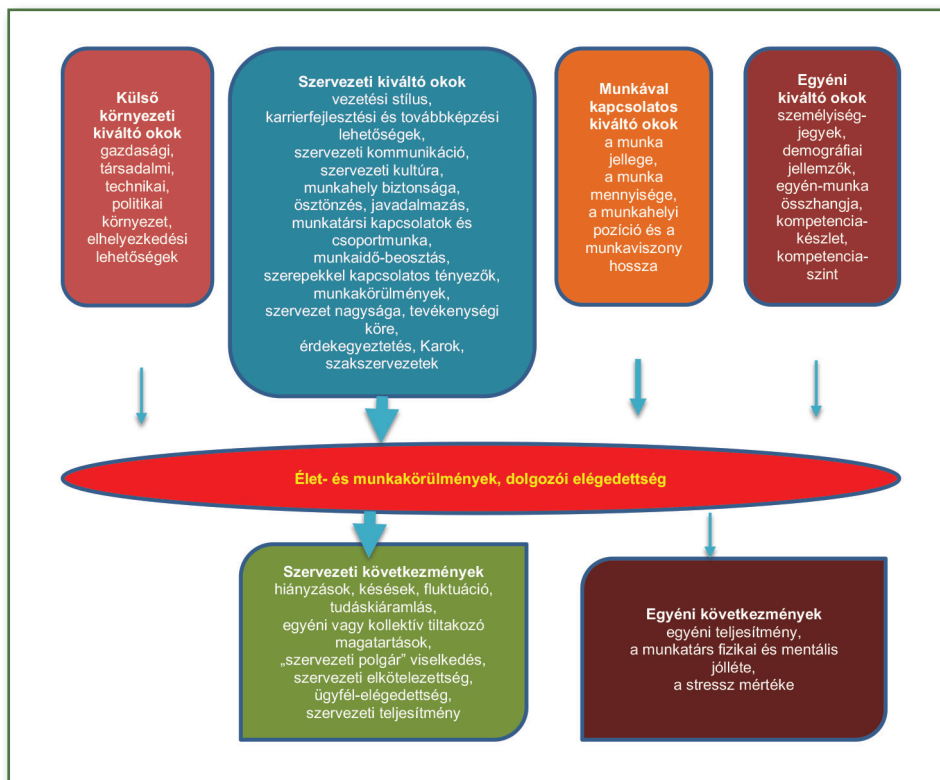 Külső
környezeti
kiváltó okok
gazdasági,
társadalmi,
technikai,
politikai
környezet,
elhelyezkedési
lehetőségek
Szervezeti kiváltó okok
vezetési stílus,
karrierfejlesztési és továbbképzési
lehetőségek,
szervezeti kommunikáció,
szervezeti kultúra,
munkahely biztonsága,
ösztönzés, javadalmazás,
munkatársi kapcsolatok és
csoportmunka,
munkaidő-beosztás,
szerepekkel kapcsolatos tényezők,
munkakörülmények,
szervezet nagysága, tevékenységi
köre,
érdekegyeztetés, Karok,
szakszervezetek
Munkával
kapcsolatos
kiváltó okok
a munka
jellege,
a munka
mennyisége,
a munkahelyi
pozíció és a
munkaviszony
hossza
Egyéni
kiváltó okok
személyiség-
jegyek,
demográfiai
jellemzők,
egyén-munka
összhangja,
kompetencia-
készlet,
kompetencia-
szint
Élet- és munkakörülmények, dolgozói elégedettség
Szervezeti következmények
hiányzások, késések, fluktuáció,
tudáskiáramlás,
egyéni vagy kollektív tiltakozó
magatartások,
„szervezeti polgár” viselkedés,
szervezeti elkötelezettség,
ügyfél-elégedettség,
szervezeti teljesítmény
Egyéni következmények
egyéni teljesítmény,
a munkatárs fizikai és mentális
jólléte,
a stressz mértéke